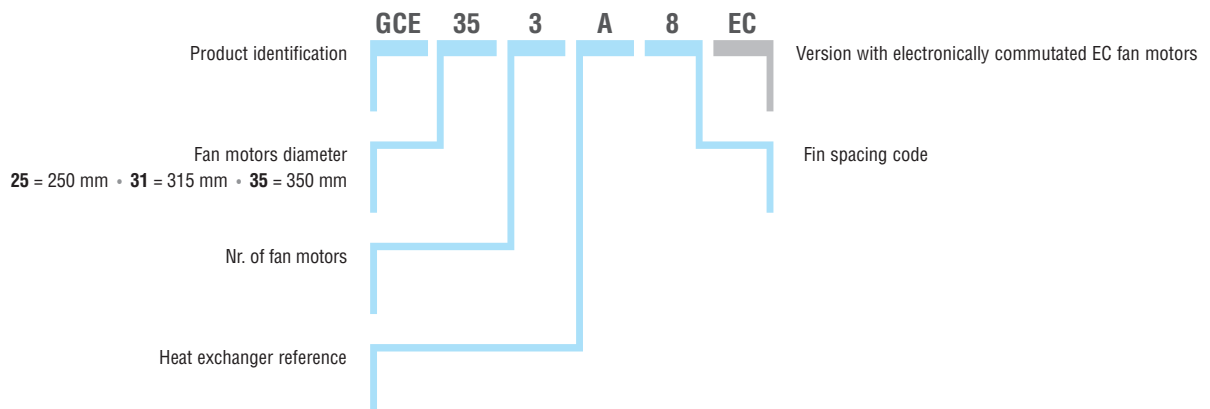 GCE 35 3 A 8 EC
Product identification
Version with electronically commutated EC fan motors
Fan motors diameter
25 = 250 mm • 31 = 315 mm • 35 = 350 mm
Fin spacing code
Nr. of fan motors
Heat exchanger reference